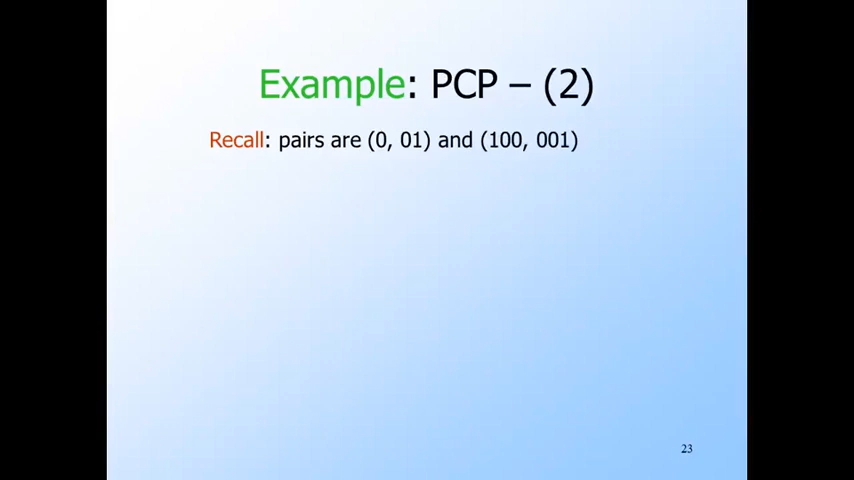 Example: PCP – (2)
Recall: pairs are (0, 01) and (100, 001)
23